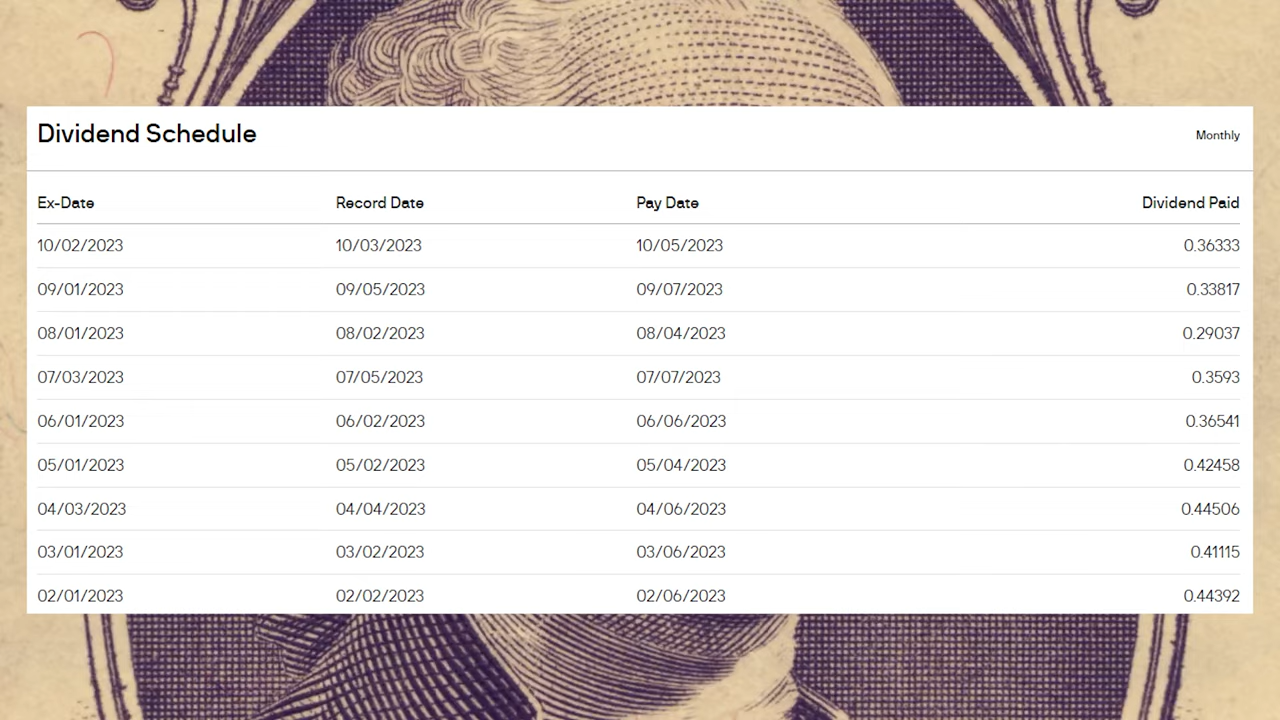 Dividend Schedule Monthly
Ex-Date Record Date Pay Date Dividend Paid
10/02/2023 10/03/2023 10/05/2023 0.36333
09/01/2023 09/05/2023 09/07/2023 0.33817
08/01/2023 08/02/2023 08/04/2023 0.29037
07/03/2023 07/05/2023 07/07/2023 0.3593
06/01/2023 06/02/2023 06/06/2023 0.36541
05/01/2023 05/02/2023 05/04/2023 0.42458
04/03/2023 04/04/2023 04/06/2023 0.44506
03/01/2023 03/02/2023 03/06/2023 0.41115
02/01/2023 02/02/2023 02/06/2023 0.44392